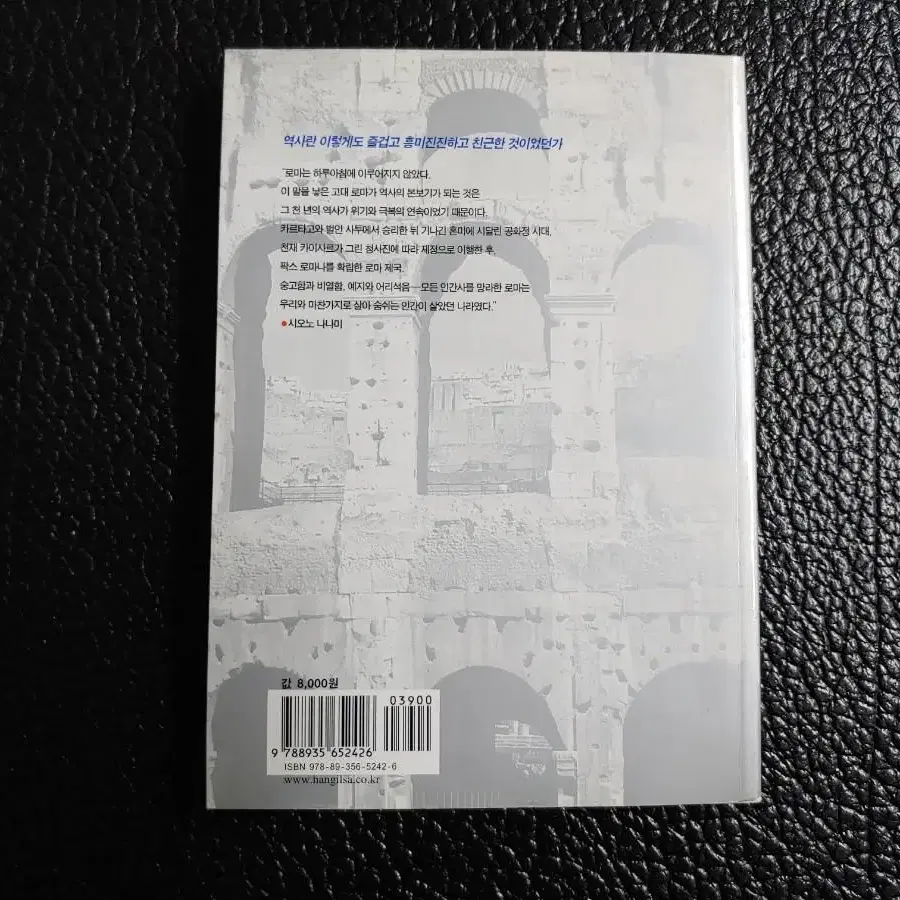 역사란 이렇게도 즐겁고 흥미진진하고 친근한 것이었던가
"로마는 하루아침에 이루어지지 않았다.
이 말을 낳은 고대 로마가 역사의 본보기가 되는 것은
그 천 년의 역사가 위기와 극복의 연속이었기 때문이다.
카르타고와 벌인 사투에서 승리한 뒤 기나긴 혼미에 시달린 공화정 시대.
천재 카이사르가 그린 청사진에 따라 제정으로 이행한 후,
팍스 로마나를 확립한 로마 제국.
숭고함과 비열함, 예지와 어리석음—모든 인간사를 망라한 로마는
우리와 마찬가지로 살아 숨쉬는 인간이 살았던 나라였다."
●시오노 나나미
값 8,000원
03900
9 788935 652426
ISBN 978-89-356-5242-6
www.hangilsa.co.kr